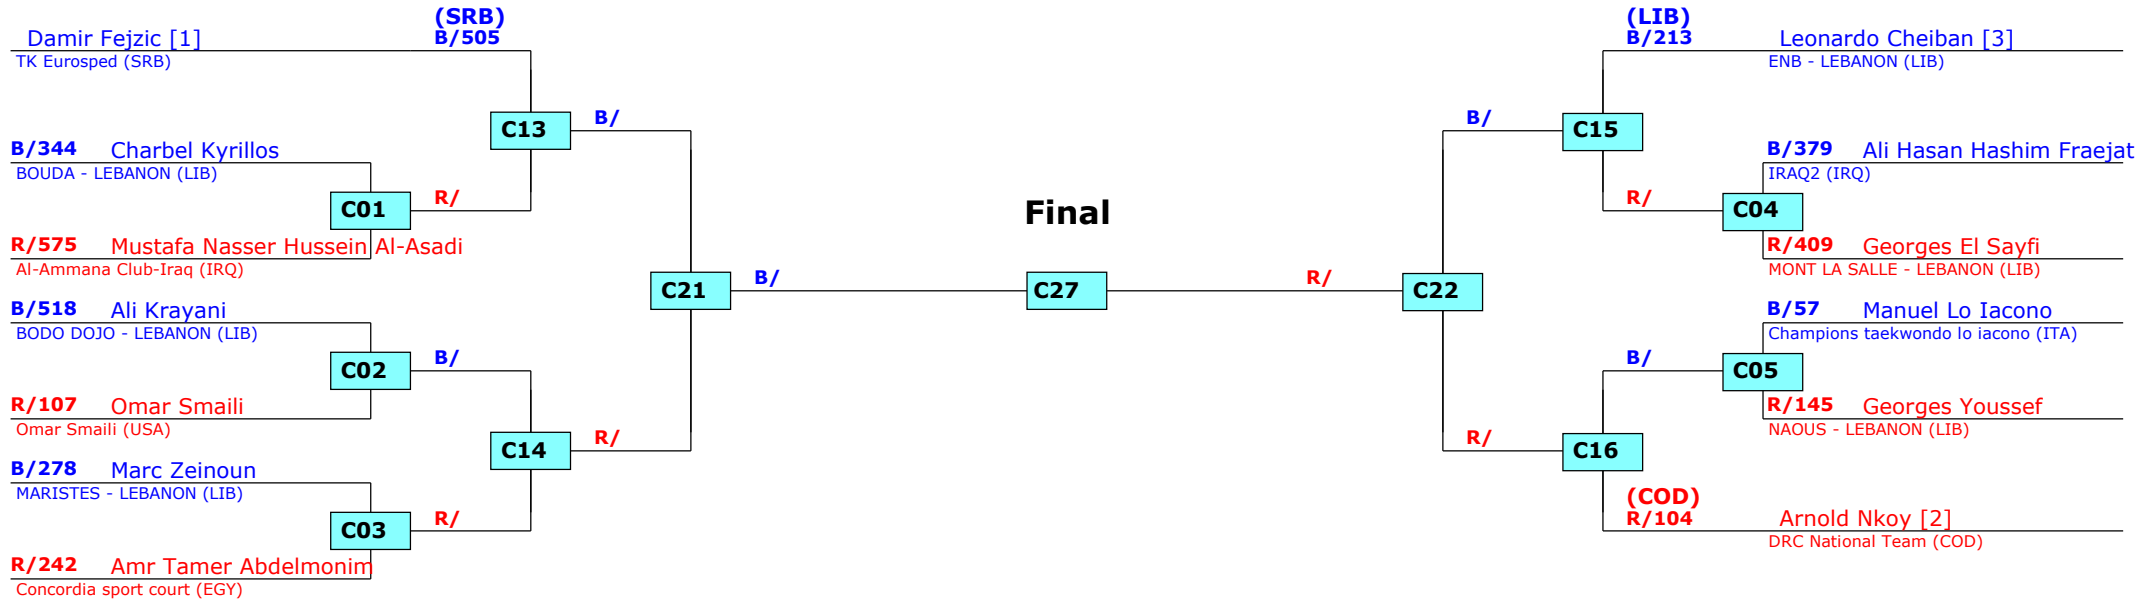 (SRB)
Damir Fejzic [1] B/505
TK Eurosped (SRB)
C13 B/
B/344 Charbel Kyrillos
BOUDA - LEBANON (LIB)
C01 R/
R/575 Mustafa Nasser Hussein Al-Asadi
Al-Ammana Club-Iraq (IRQ)
C21 B/
B/518 Ali Krayani
BODO DOJO - LEBANON (LIB)
C02 B/
R/107 Omar Smaili
Omar Smaili (USA)
C14 R/
B/278 Marc Zeinoun
MARISTES - LEBANON (LIB)
C03 R/
R/242 Amr Tamer Abdelmonim
Concordia sport court (EGY)
Final
C27
(LIB)
B/213 Leonardo Cheiban [3]
ENB - LEBANON (LIB)
B/ C15
B/379 Ali Hasan Hashim Fraejat
IRAQ2 (IRQ)
R/ C04
R/409 Georges El Sayfi
MONT LA SALLE - LEBANON (LIB)
R/ C22
B/57 Manuel Lo Iacono
Champions taekwondo lo iacono (ITA)
B/ C05
R/145 Georges Youssef
NAOUS - LEBANON (LIB)
R/ C16
(COD)
R/104 Arnold Nkoy [2]
DRC National Team (COD)